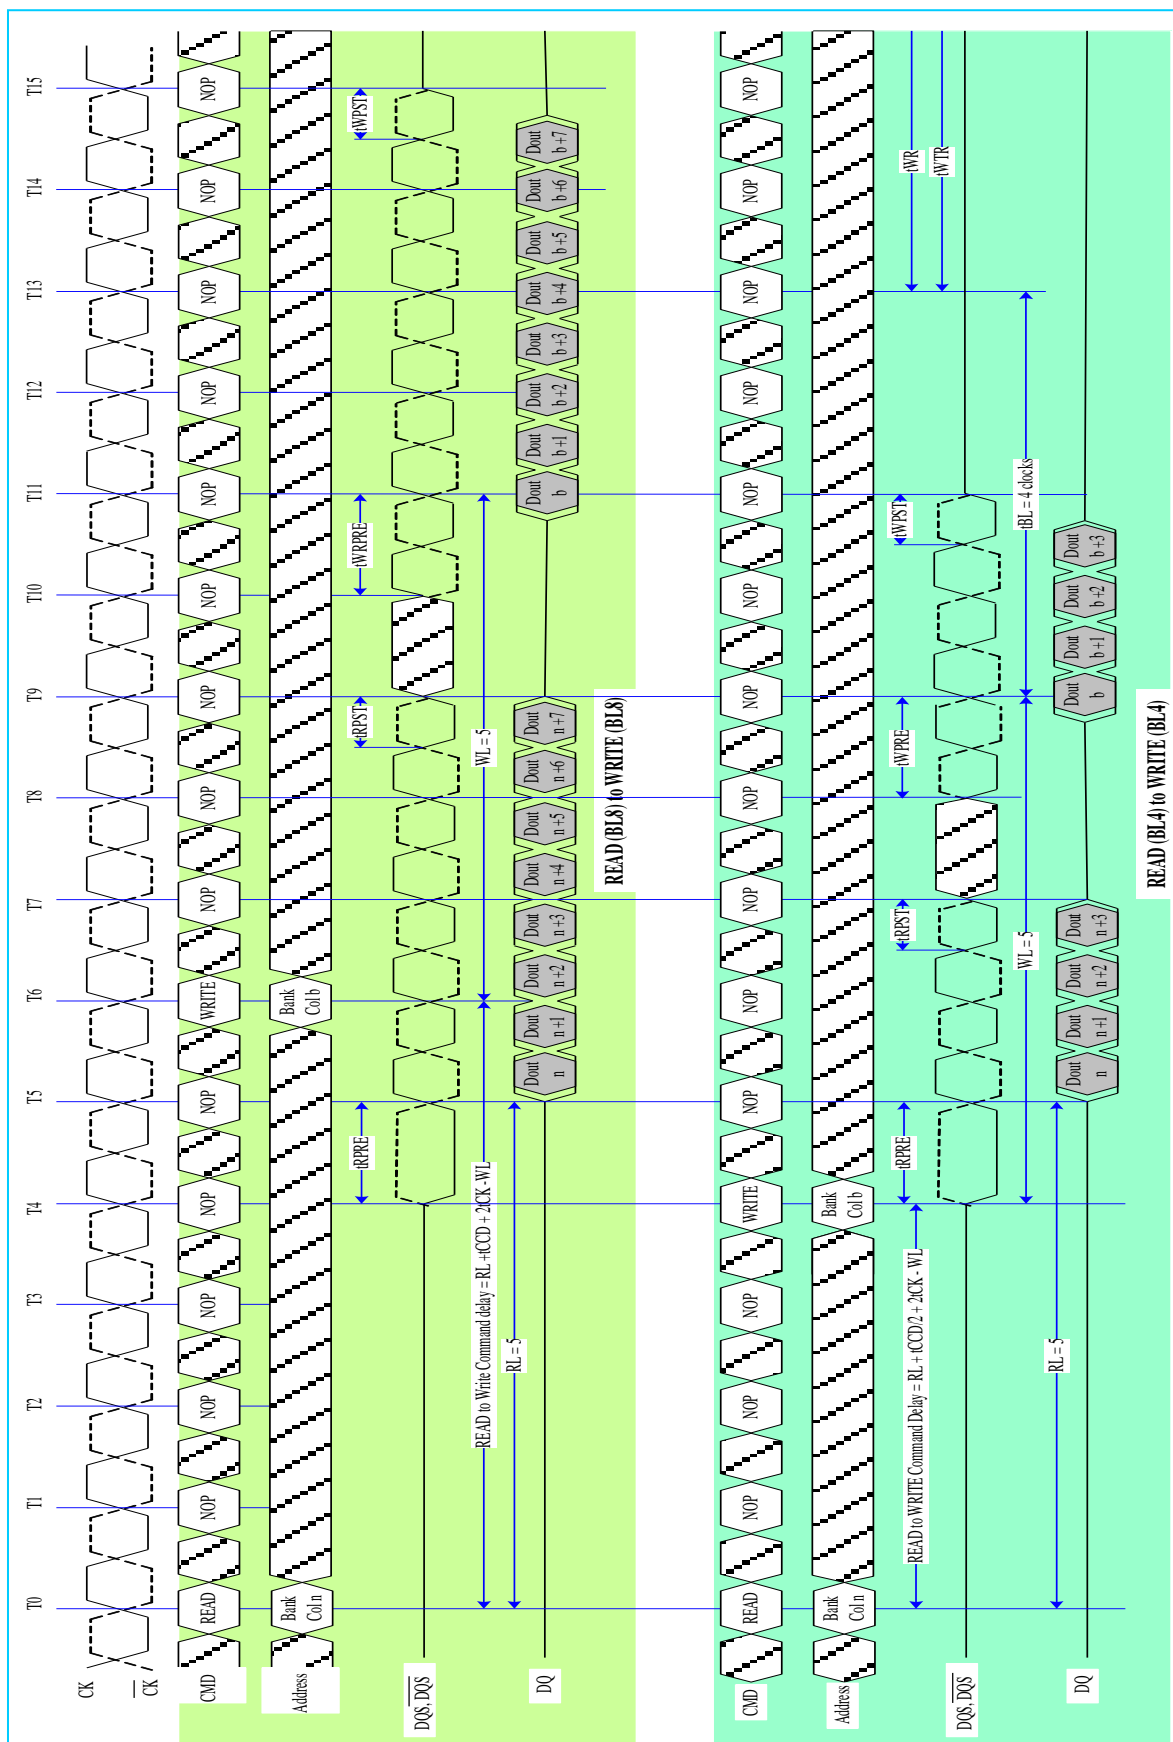 T0 T1 T2 T3 T4 T5 T6 T7 T8 T9 T10 T11 T12 T13 T14 T15
CK
CK
CMD READ NOP NOP NOP NOP NOP WRITE NOP NOP NOP NOP NOP NOP NOP NOP NOP
Address Bank Col n Bank Col b
tRPRE tRPST tWRPRE tWPST
DQS, DQS
READ to Write Command delay = RL +tCCD + 2tCK -WL WL = 5
RL = 5
DQ Dout n Dout n+1 Dout n+2 Dout n+3 Dout n+4 Dout n+5 Dout n+6 Dout n+7 Dout b Dout b+1 Dout b+2 Dout b+3 Dout b+4 Dout b+5 Dout b+6 Dout b+7
READ (BL8) to WRITE (BL8)
CMD READ NOP NOP NOP WRITE NOP NOP NOP NOP NOP NOP NOP NOP NOP NOP NOP
Address Bank Col n Bank Col b
tRPRE tRPST tWPRE tWPST tWR
READ to WRITE Command Delay = RL + tCCD/2 + 2tCK - WL
tWTR
DQS, DQS
WL = 5 tBL = 4 clocks
RL = 5
DQ Dout n Dout n+1 Dout n+2 Dout n+3 Dout b Dout b+1 Dout b+2 Dout b+3
READ (BL4) to WRITE (BL4)